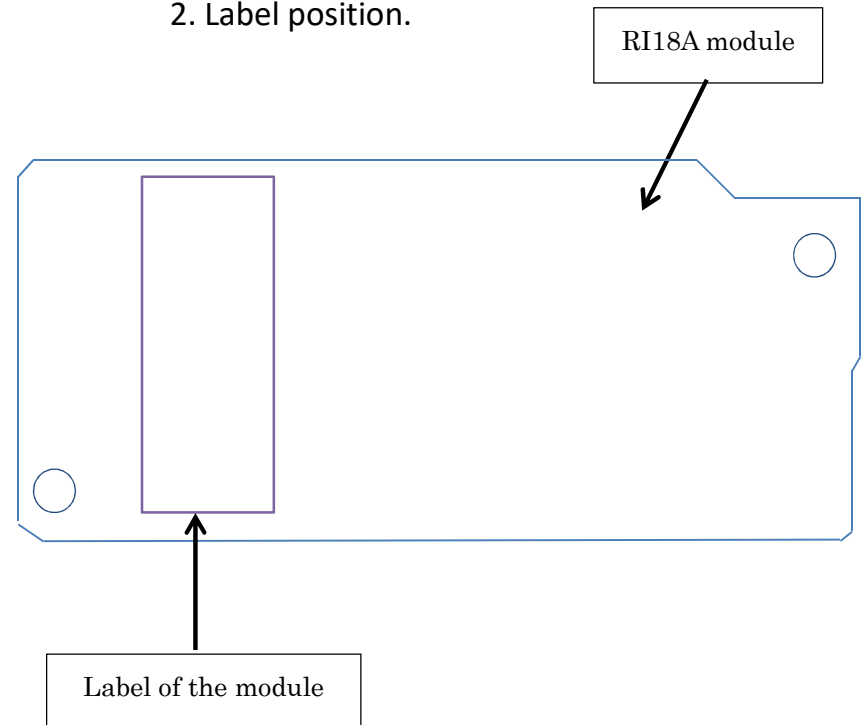 2. Label position.
RI18A module
Label of the module